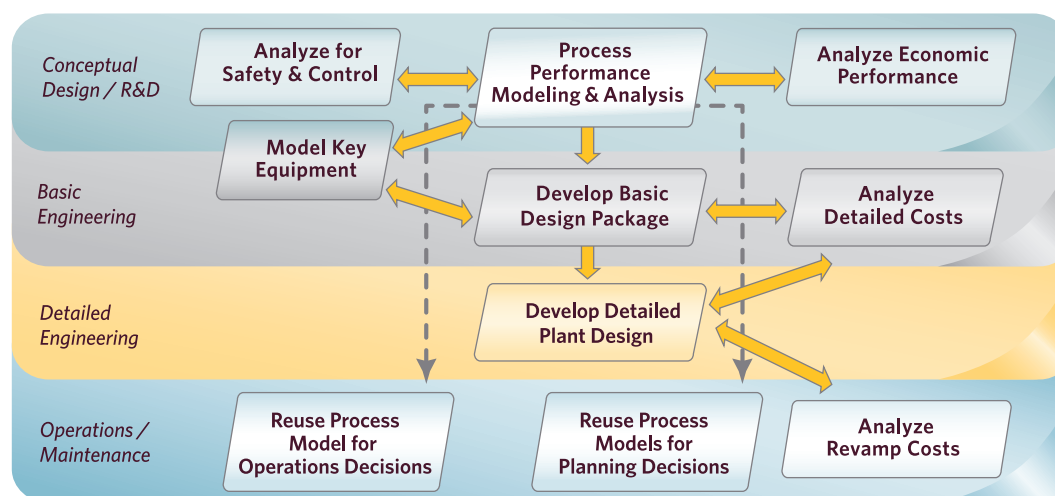 Conceptual
Design / R&D
Analyze for
Safety & Control
Process
Performance
Modeling & Analysis
Analyze Economic
Performance
Model Key
Equipment
Basic
Engineering
Develop Basic
Design Package
Analyze
Detailed Costs
Detailed
Engineering
Develop Detailed
Plant Design
Operations /
Maintenance
Reuse Process
Model for
Operations Decisions
Reuse Process
Models for
Planning Decisions
Analyze
Revamp Costs